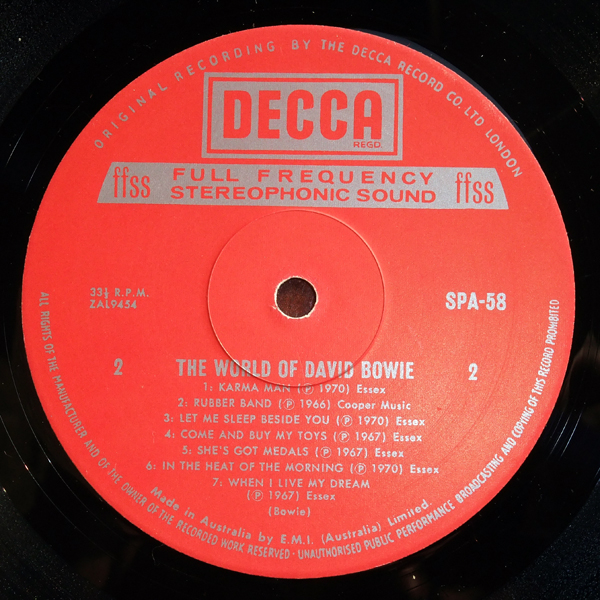 ORIGINAL RECORDING BY THE DECCA RECORD CO. LTD LONDON
DECCA
REGD.
ffss FULL FREQUENCY STEREOPHONIC SOUND ffss
33⅓ R.P.M.
ZAL9454
SPA-58
2 THE WORLD OF DAVID BOWIE 2
1: KARMA MAN (℗ 1970) Essex
2: RUBBER BAND (℗ 1966) Cooper Music
3: LET ME SLEEP BESIDE YOU (℗ 1970) Essex
4: COME AND BUY MY TOYS (℗ 1967) Essex
5: SHE'S GOT MEDALS (℗ 1967) Essex
6: IN THE HEAT OF THE MORNING (℗ 1970) Essex
7: WHEN I LIVE MY DREAM
(℗ 1967) Essex
(Bowie)
Made in Australia by E.M.I. (Australia) Limited.
ALL RIGHTS OF THE MANUFACTURER AND OF THE OWNER OF THE RECORDED WORK RESERVED · UNAUTHORISED PUBLIC PERFORMANCE BROADCASTING AND COPYING OF THIS RECORD PROHIBITED